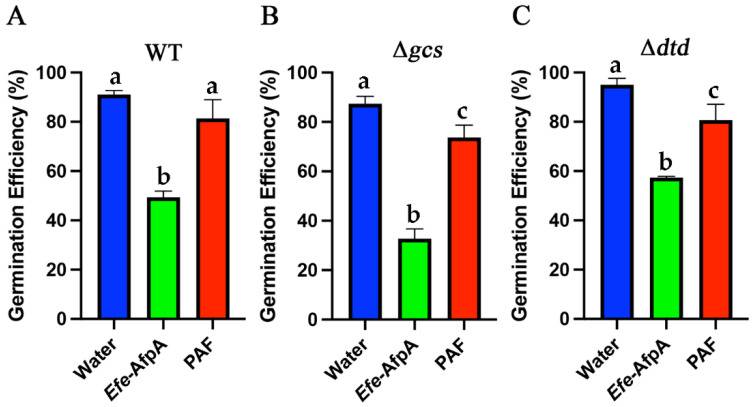 A
WT
Germination Efficiency (%)
100
80
60
40
20
0
a
b
a
Water
Efe-AfpA
PAF
B
Δgcs
Germination Efficiency (%)
100
80
60
40
20
0
a
b
c
Water
Efe-AfpA
PAF
C
Δdtd
Germination Efficiency (%)
100
80
60
40
20
0
a
b
c
Water
Efe-AfpA
PAF